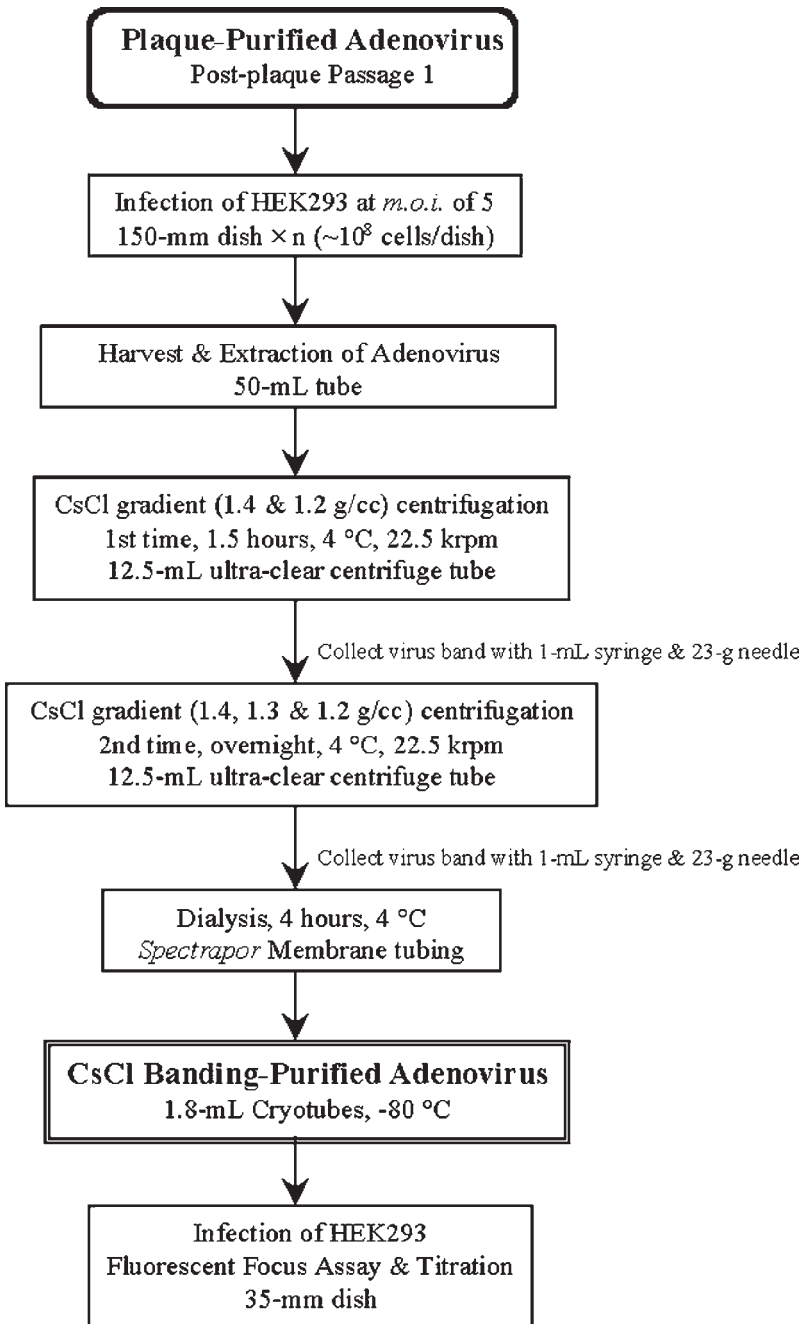 Plaque-Purified Adenovirus
Post-plaque Passage 1
Infection of HEK293 at m.o.i. of 5
150-mm dish × n (~10⁸ cells/dish)
Harvest & Extraction of Adenovirus
50-mL tube
CsCl gradient (1.4 & 1.2 g/cc) centrifugation
1st time, 1.5 hours, 4 °C, 22.5 krpm
12.5-mL ultra-clear centrifuge tube
Collect virus band with 1-mL syringe & 23-g needle
CsCl gradient (1.4, 1.3 & 1.2 g/cc) centrifugation
2nd time, overnight, 4 °C, 22.5 krpm
12.5-mL ultra-clear centrifuge tube
Collect virus band with 1-mL syringe & 23-g needle
Dialysis, 4 hours, 4 °C
Spectrapor Membrane tubing
CsCl Banding-Purified Adenovirus
1.8-mL Cryotubes, -80 °C
Infection of HEK293
Fluorescent Focus Assay & Titration
35-mm dish